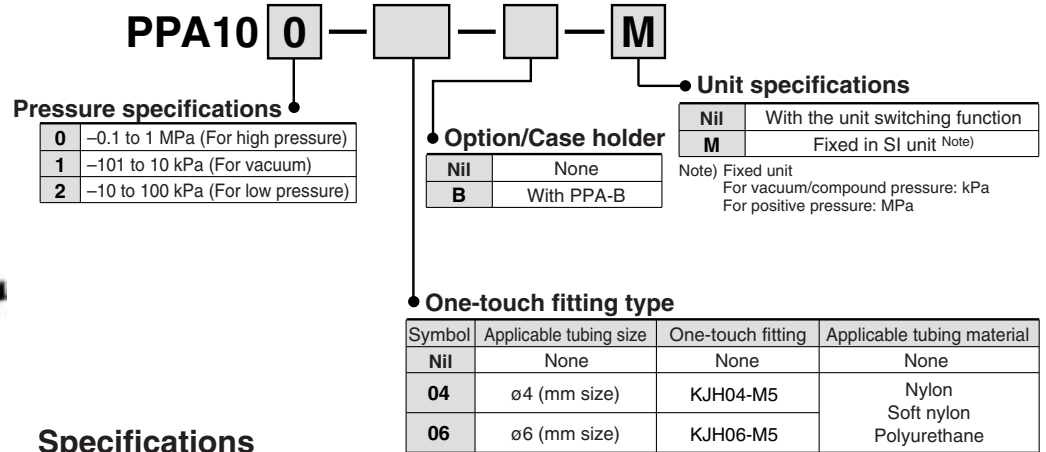 PPA10 0 — — — M
Pressure specifications
0 –0.1 to 1 MPa (For high pressure)
1 –101 to 10 kPa (For vacuum)
2 –10 to 100 kPa (For low pressure)
Option/Case holder
Nil None
B With PPA-B
Unit specifications
Nil With the unit switching function
M Fixed in SI unit Note)
Note) Fixed unit
For vacuum/compound pressure: kPa
For positive pressure: MPa
One-touch fitting type
Symbol Applicable tubing size One-touch fitting Applicable tubing material
Nil None None None
04 ø4 (mm size) KJH04-M5 Nylon
Soft nylon
06 ø6 (mm size) KJH06-M5 Polyurethane
Specifications